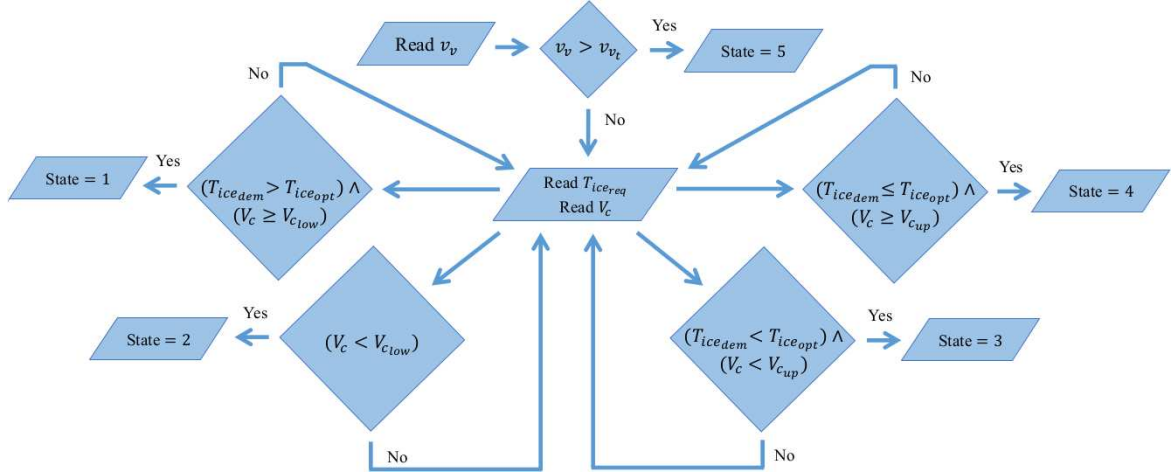 Read v_v
v_v > v_{v_t}
Yes
State = 5
No
No
No
Yes
State = 1
(T_{ice_{dem}} > T_{ice_{opt}}) ∧
(V_c ≥ V_{c_{low}})
Read T_{ice_{req}}
Read V_c
(T_{ice_{dem}} ≤ T_{ice_{opt}}) ∧
(V_c ≥ V_{c_{up}})
Yes
State = 4
Yes
State = 2
(V_c < V_{c_{low}})
(T_{ice_{dem}} < T_{ice_{opt}}) ∧
(V_c < V_{c_{up}})
Yes
State = 3
No
No